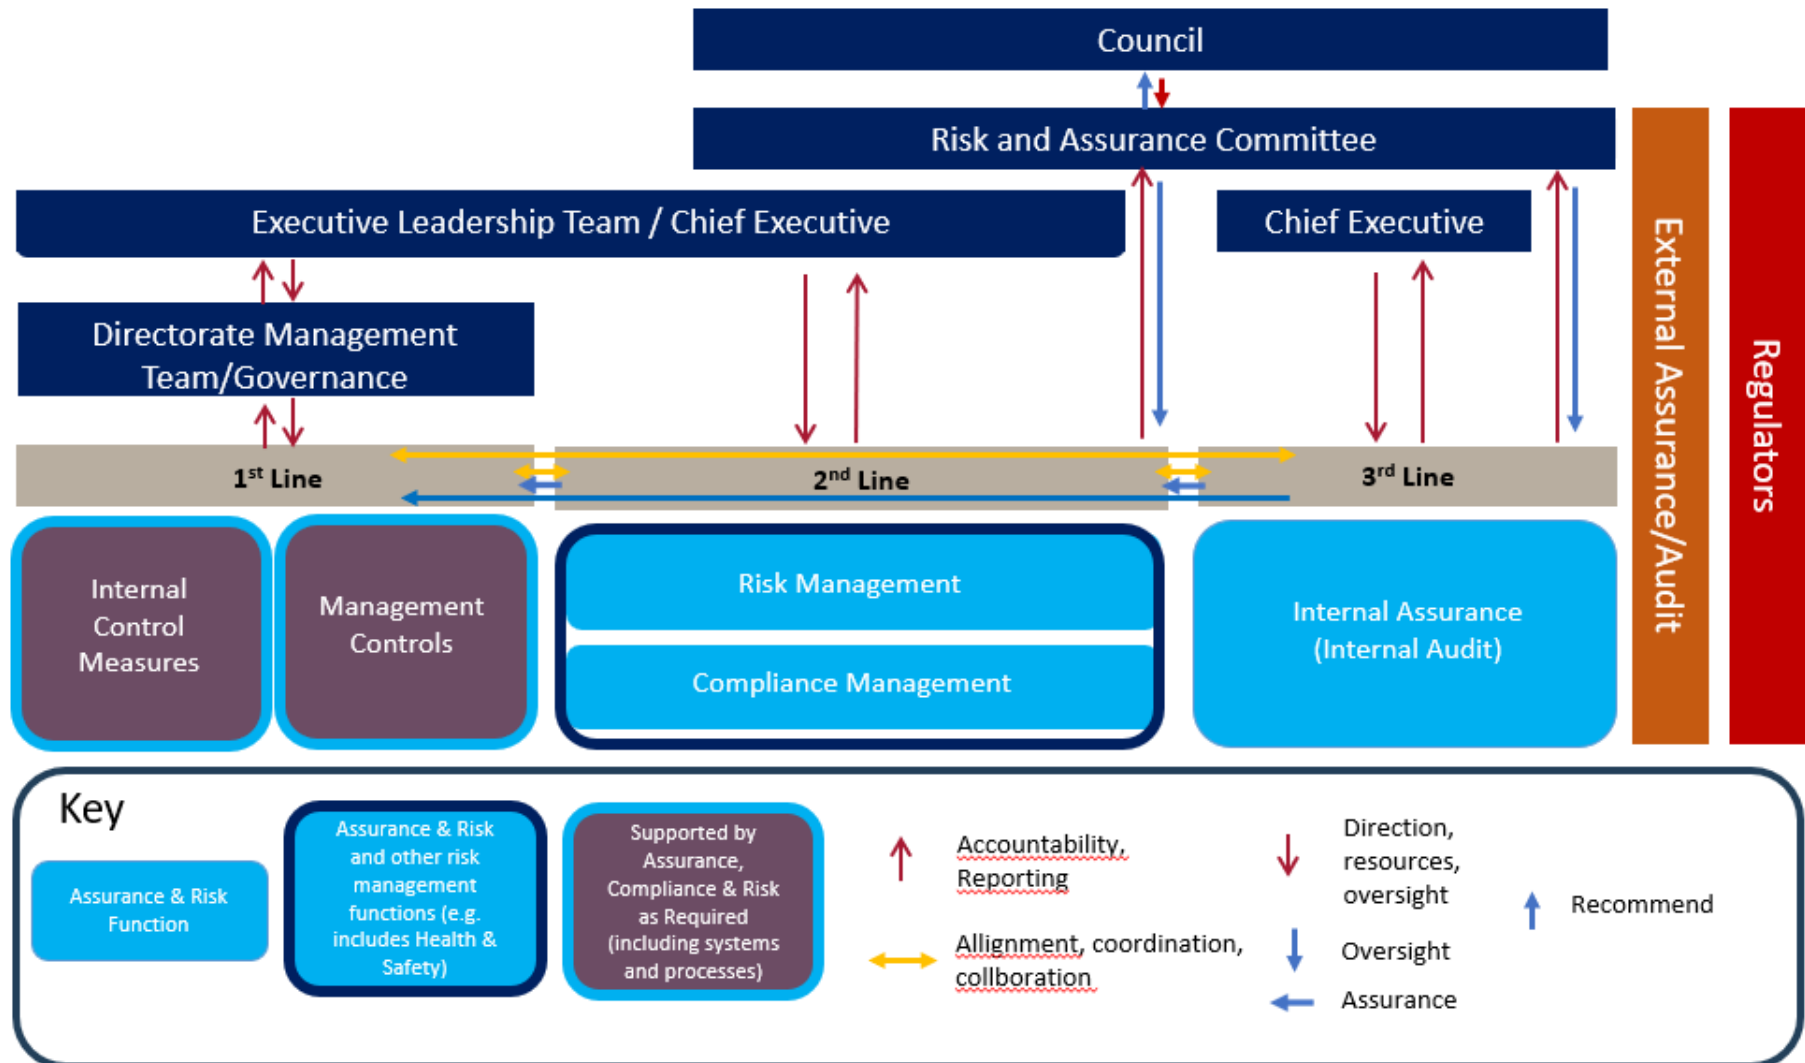 Council
Risk and Assurance Committee
Executive Leadership Team / Chief Executive
Chief Executive
Directorate Management
Team/Governance
1st Line
2nd Line
3rd Line
Internal
Control
Measures
Management
Controls
Risk Management
Compliance Management
Internal Assurance
(Internal Audit)
External Assurance/Audit
Regulators
Key
Assurance & Risk
Function
Assurance & Risk
and other risk
management
functions (e.g.
includes Health &
Safety)
Supported by
Assurance,
Compliance & Risk
as Required
(including systems
and processes)
Accountability,
Reporting
Allignment, coordination,
collboration
Direction,
resources,
oversight
Oversight
Assurance
Recommend